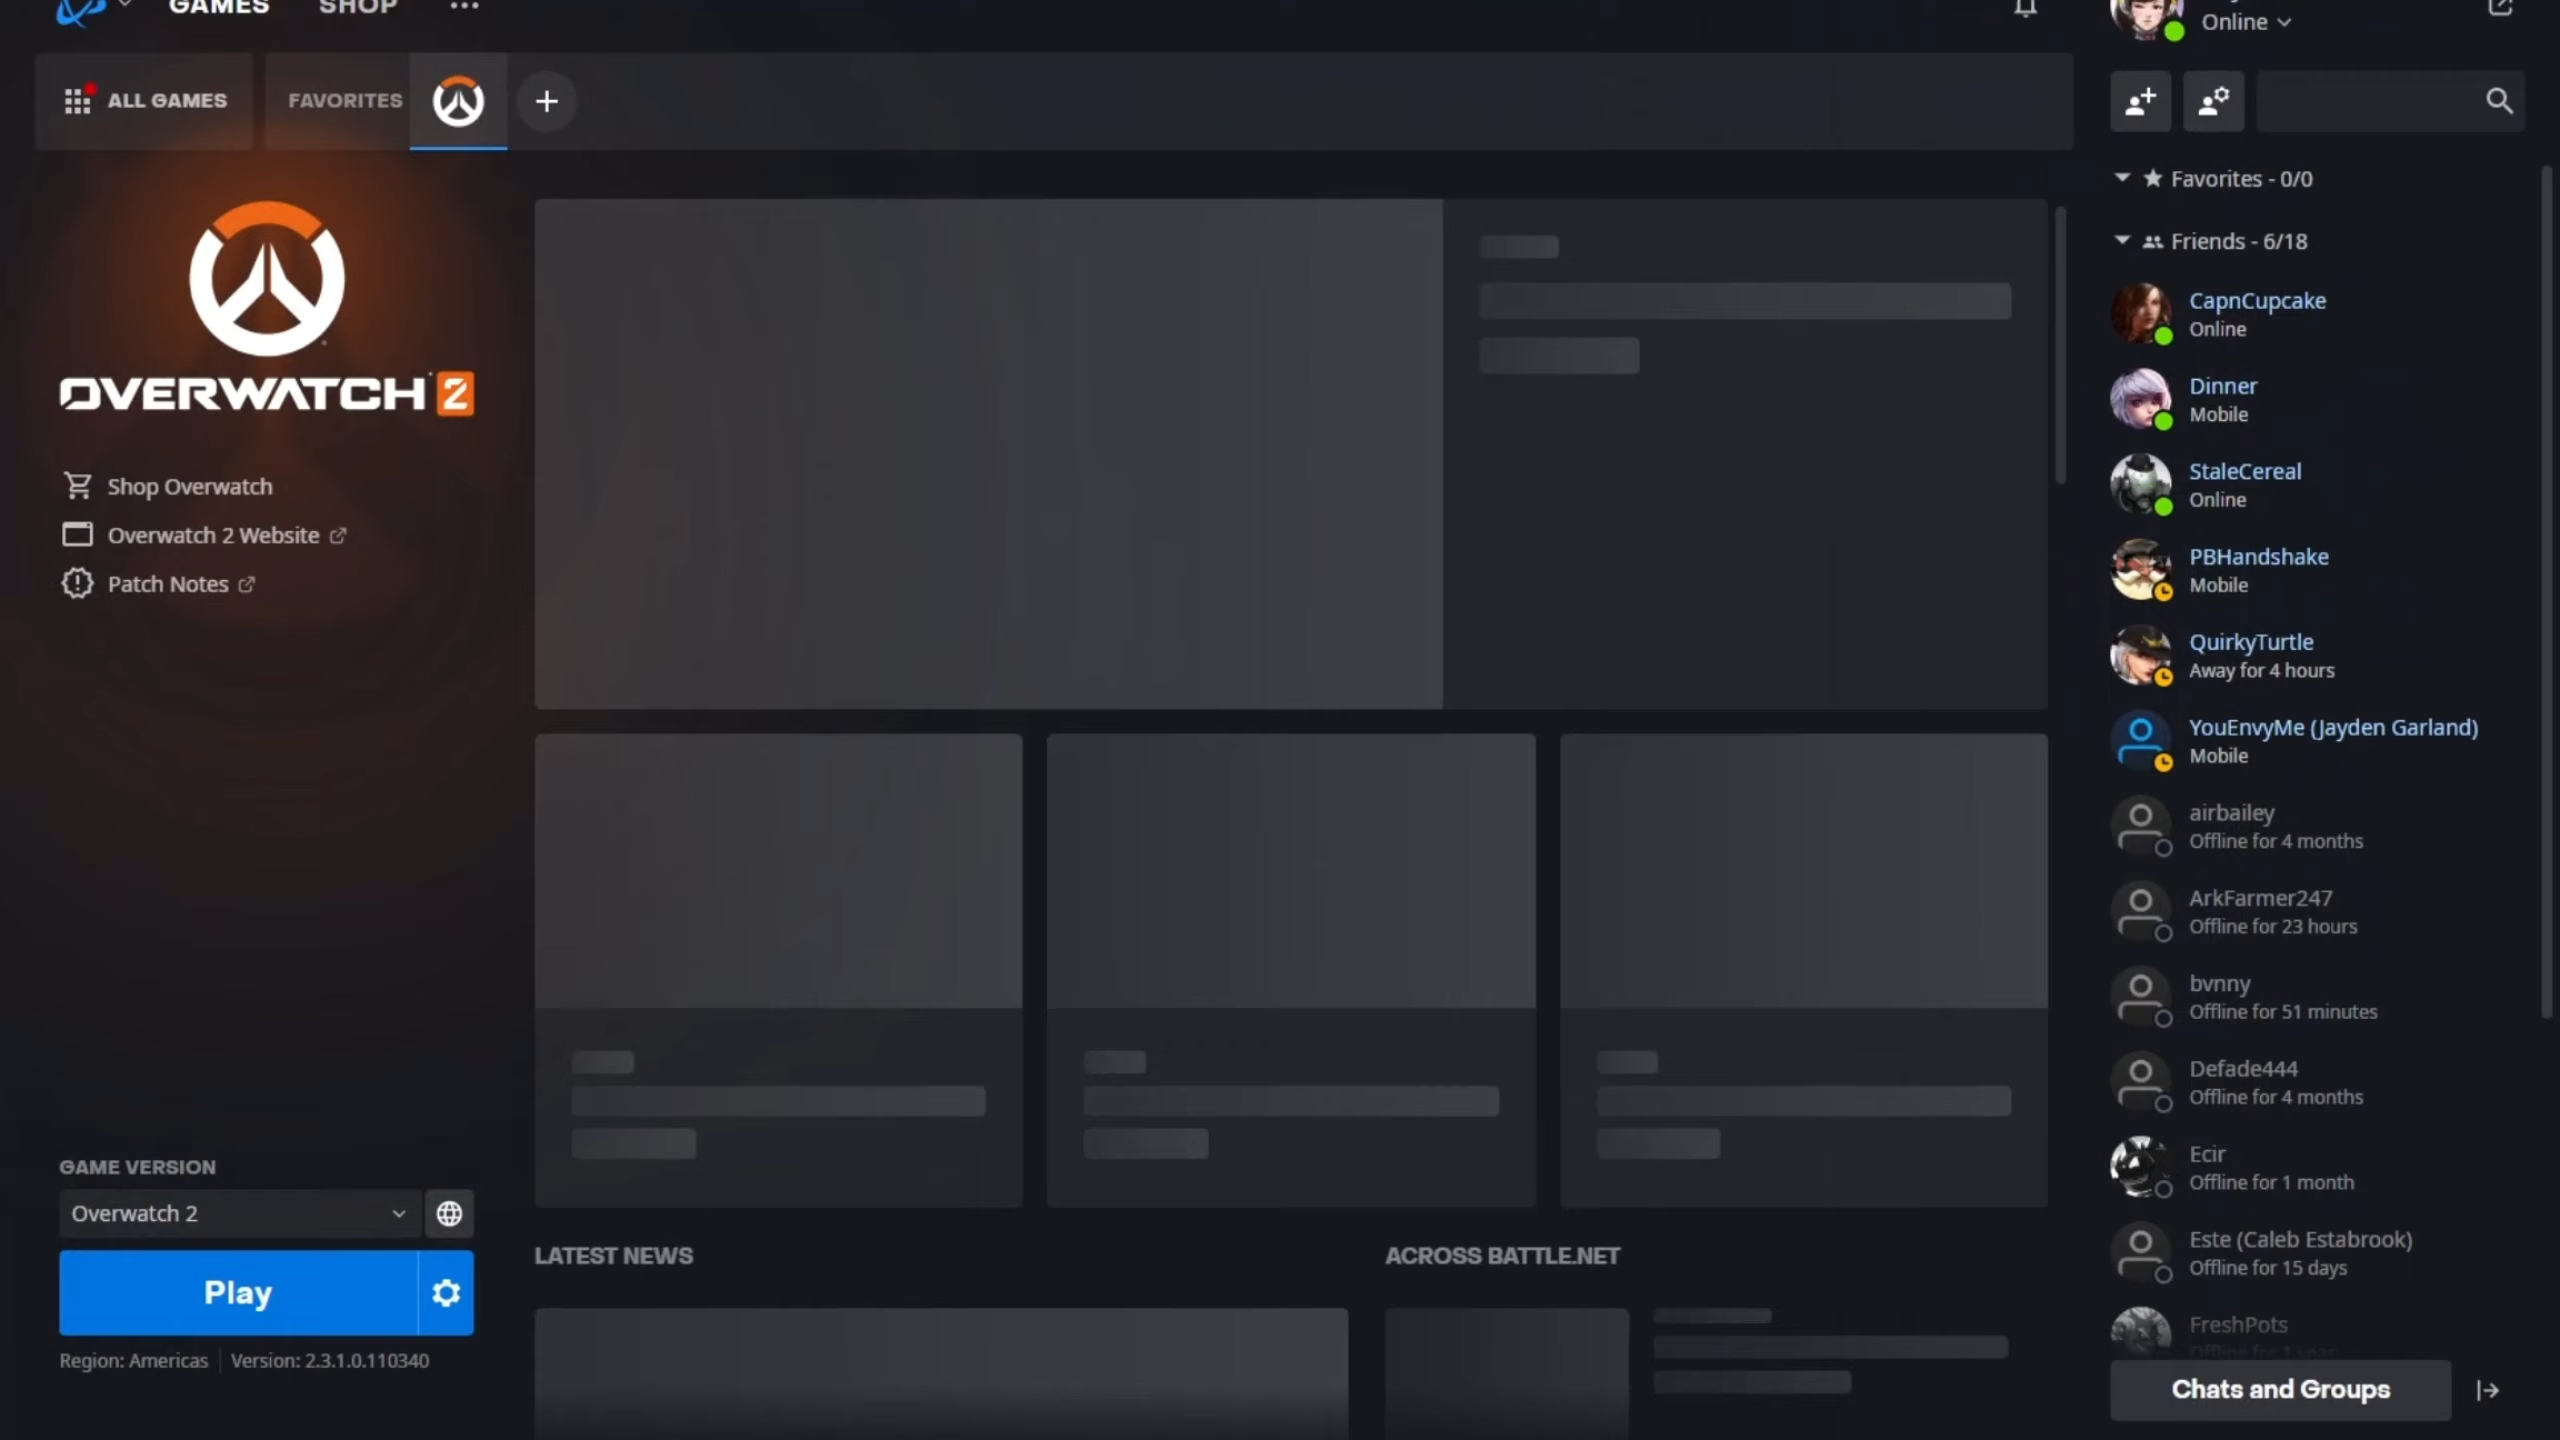 GAMES
SHOP
Online
ALL GAMES
FAVORITES
OVERWATCH 2
Shop Overwatch
Overwatch 2 Website
Patch Notes
GAME VERSION
Overwatch 2
Play
Region: Americas
Version: 2.3.1.0.110340
LATEST NEWS
ACROSS BATTLE.NET
Favorites - 0/0
Friends - 6/18
CapnCupcake
Online
Dinner
Mobile
StaleCereal
Online
PBHandshake
Mobile
QuirkyTurtle
Away for 4 hours
YouEnvyMe (Jayden Garland)
Mobile
airbailey
Offline for 4 months
ArkFarmer247
Offline for 23 hours
bvnny
Offline for 51 minutes
Defade444
Offline for 4 months
Ecir
Offline for 1 month
Este (Caleb Estabrook)
Offline for 15 days
FreshPots
Offline for 1 year
Chats and Groups